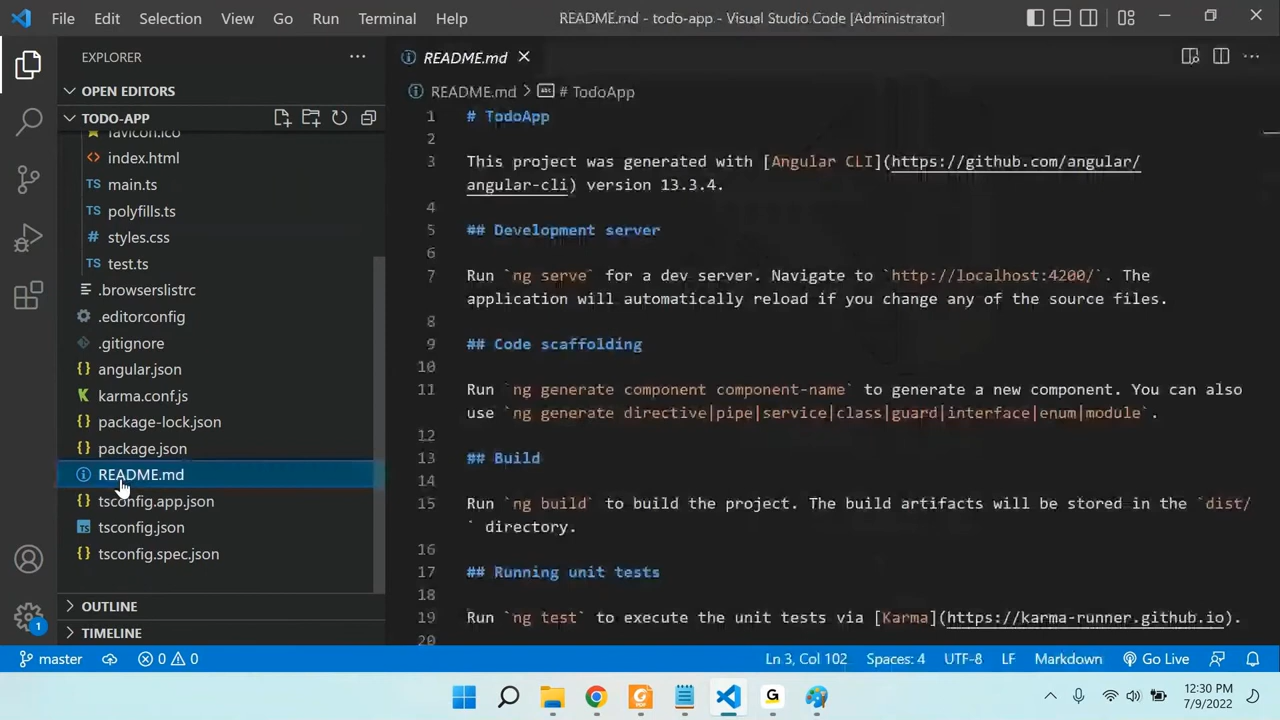 File Edit Selection View Go Run Terminal Help README.md - todo-app - Visual Studio Code [Administrator]
EXPLORER
OPEN EDITORS
TODO-APP
favicon.ico
index.html
TS main.ts
TS polyfills.ts
# styles.css
TS test.ts
.browserslistrc
.editorconfig
.gitignore
{} angular.json
karma.conf.js
{} package-lock.json
{} package.json
README.md
{} tsconfig.app.json
TS tsconfig.json
{} tsconfig.spec.json
OUTLINE
TIMELINE
README.md
README.md > abc # TodoApp
1 # TodoApp
2
3 This project was generated with [Angular CLI](https://github.com/angular/
angular-cli) version 13.3.4.
4
5 ## Development server
6
7 Run `ng serve` for a dev server. Navigate to `http://localhost:4200/`. The
application will automatically reload if you change any of the source files.
8
9 ## Code scaffolding
10
11 Run `ng generate component component-name` to generate a new component. You can also
use `ng generate directive|pipe|service|class|guard|interface|enum|module`.
12
13 ## Build
14
15 Run `ng build` to build the project. The build artifacts will be stored in the `dist/
` directory.
16
17 ## Running unit tests
18
19 Run `ng test` to execute the unit tests via [Karma](https://karma-runner.github.io).
20
1
master 0 0 Ln 3, Col 102 Spaces: 4 UTF-8 LF Markdown Go Live
G
12:30 PM
7/9/2022